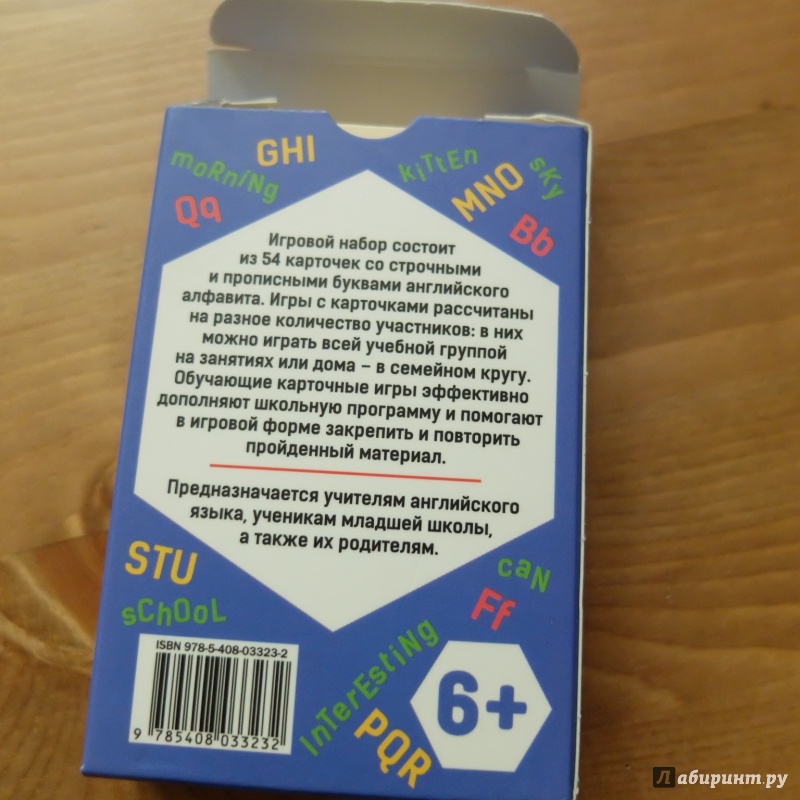 GHI
moRniNg
kiTtEn
sKy
Qq
MNO
Bb
Игровой набор состоит
из 54 карточек со строчными
и прописными буквами английского
алфавита. Игры с карточками рассчитаны
на разное количество участников: в них
можно играть всей учебной группой
на занятиях или дома – в семейном кругу.
Обучающие карточные игры эффективно
дополняют школьную программу и помогают
в игровой форме закрепить и повторить
пройденный материал.
Предназначается учителям английского
языка, ученикам младшей школы,
а также их родителям.
STU
sChOoL
caN
Ff
InTerEstiNg
PQR
ISBN 978-5-408-03323-2
9 785408 033232
6+
Лабиринт.ру